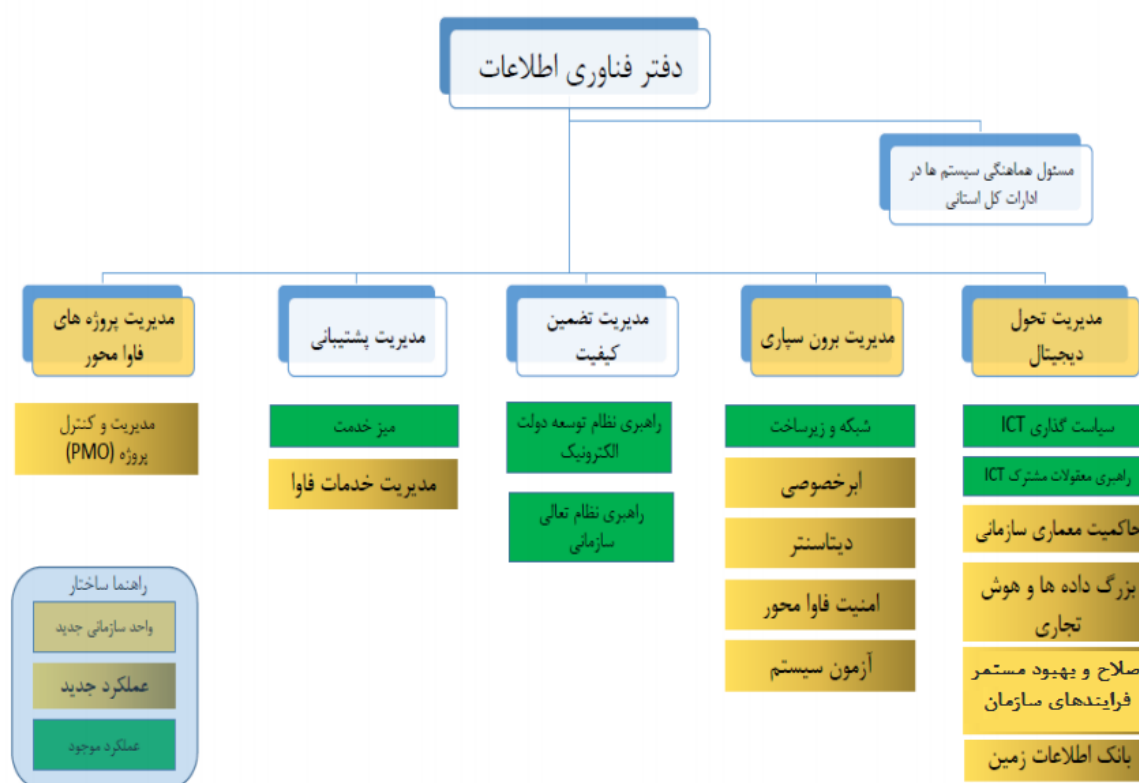 دفتر فناوری اطلاعات
مسئول هماهنگی سیستم ها در
ادارات کل استانی
مدیریت تحول
دیجیتال
سیاست گذاری ICT
راهبری معقولات مشترک ICT
حاکمیت معماری سازمانی
بزرگ داده ها و هوش
تجاری
صلاح و بهبود مستمر
فرایندهای سازمان
بانک اطلاعات زمین
مدیریت برون سپاری
شبکه و زیرساخت
ابرخصوصی
دیتاسنتر
امنیت فاوا محور
آزمون سیستم
مدیریت تضمین
کیفیت
راهبری نظام توسعه دولت
الکترونیک
راهبری نظام تعالی
سازمانی
مدیریت پشتیبانی
میز خدمت
مدیریت خدمات فاوا
مدیریت پروژه های
فاوا محور
مدیریت و کنترل
پروژه (PMO)
راهنما ساختار
واحد سازمانی جدید
عملکرد جدید
عملکرد موجود